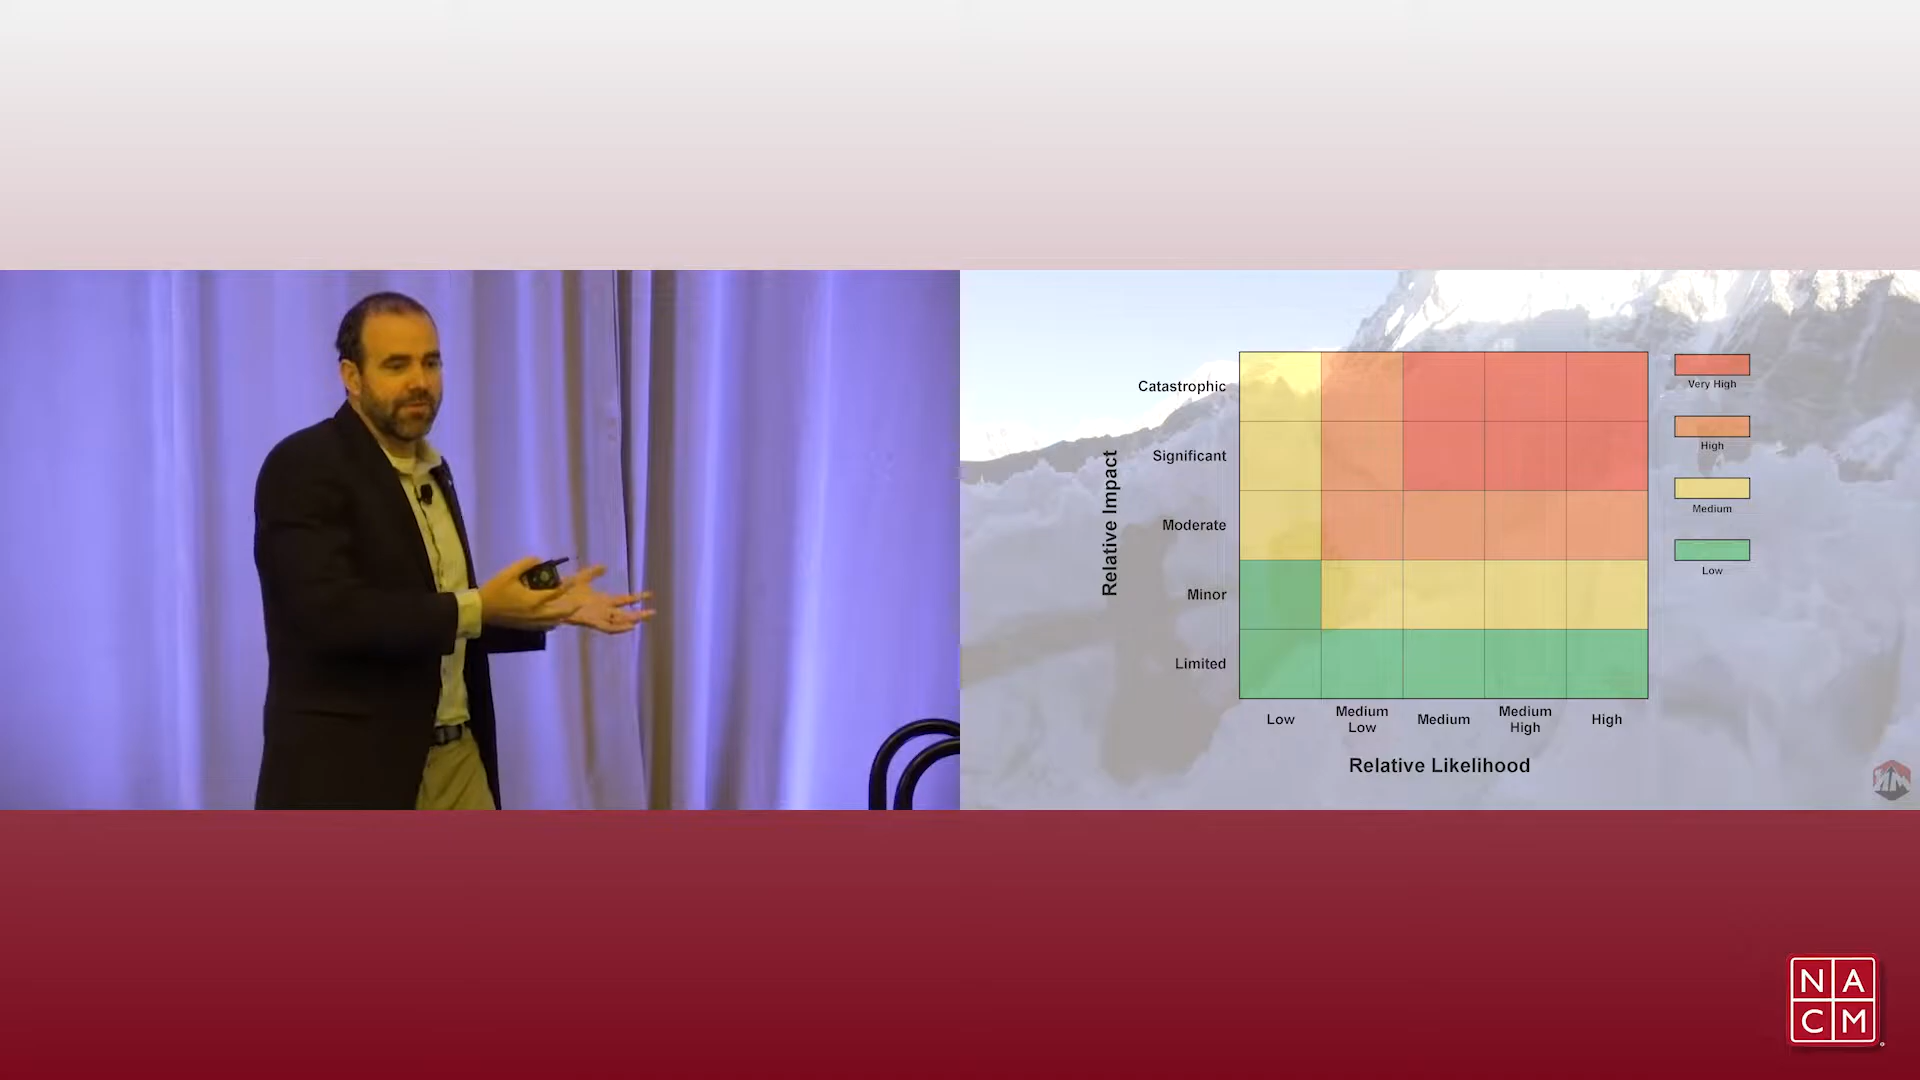 Relative Impact
Catastrophic
Significant
Moderate
Minor
Limited
Low
Medium
Low
Medium
Medium
High
High
Relative Likelihood
Very High
High
Medium
Low
N A
C M